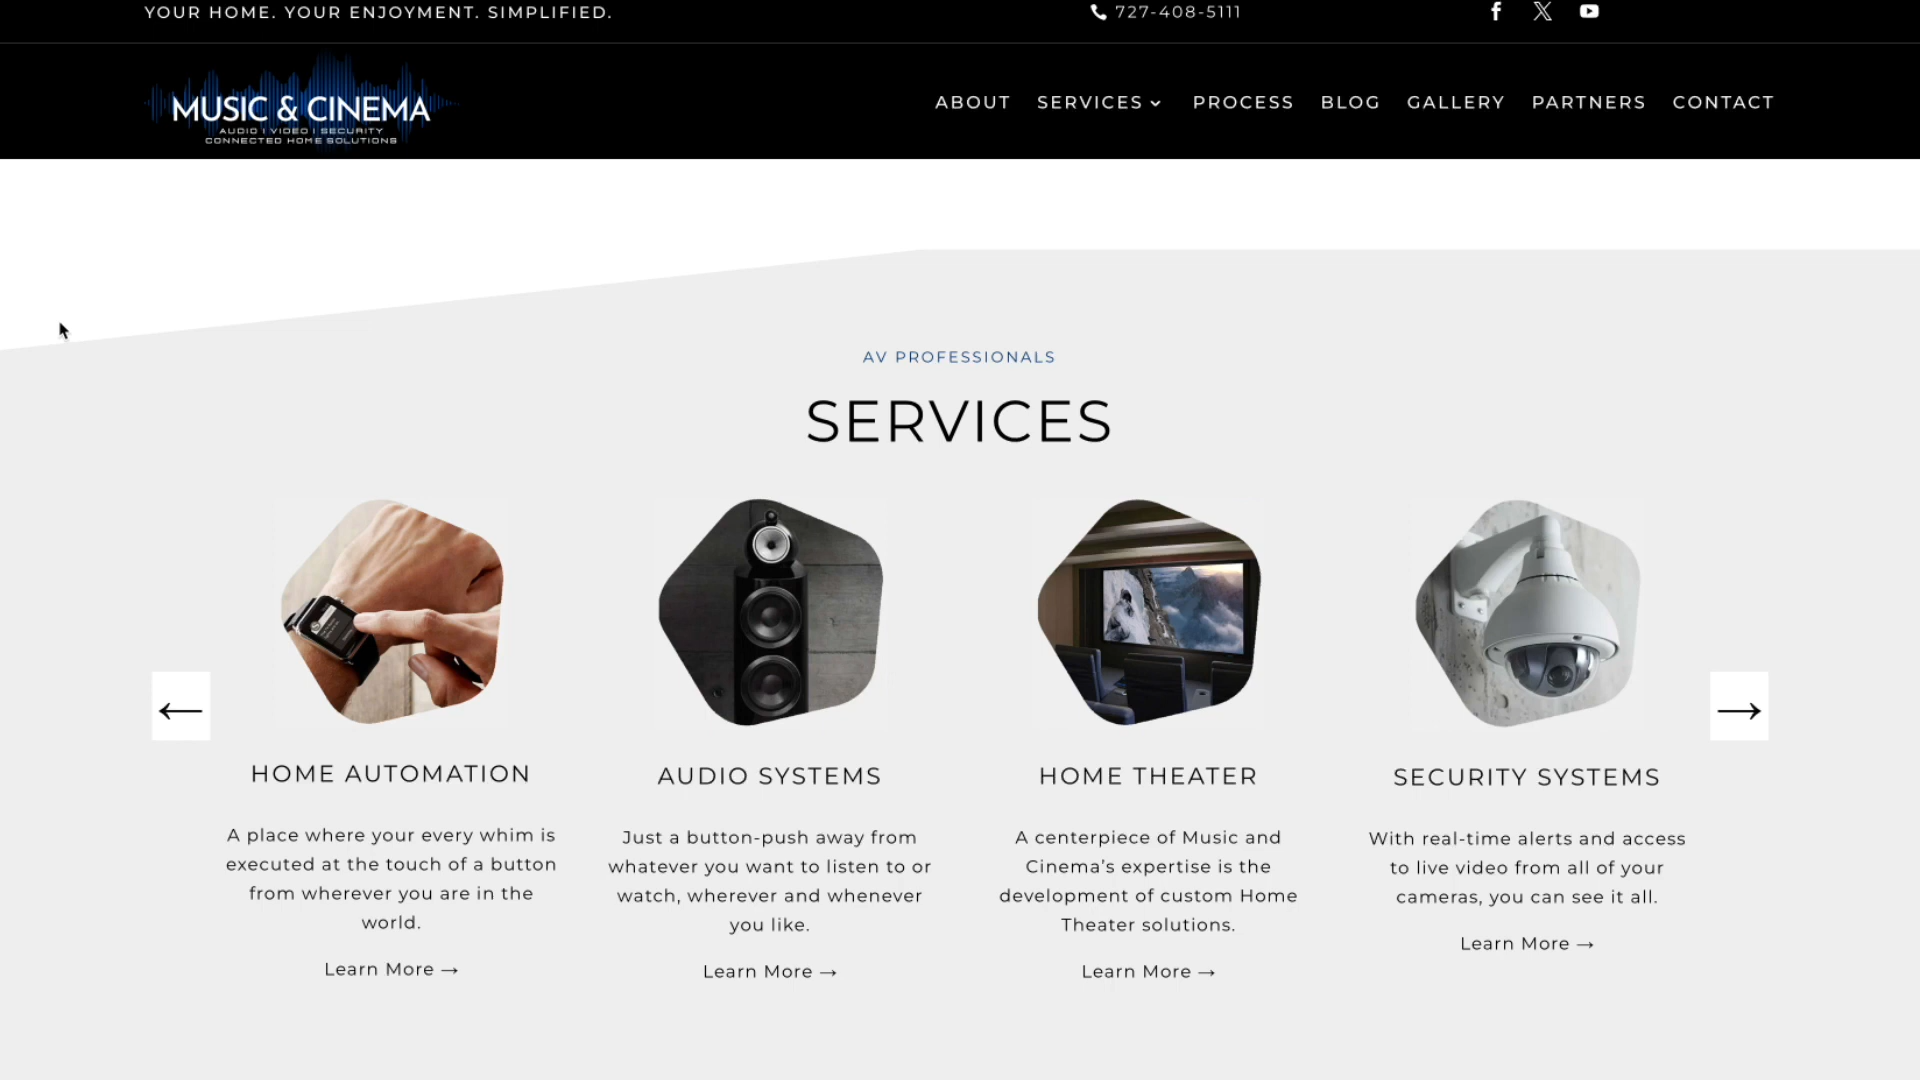 YOUR HOME. YOUR ENJOYMENT. SIMPLIFIED.
727-408-5111
MUSIC & CINEMA
AUDIO | VIDEO | SECURITY
CONNECTED HOME SOLUTIONS
ABOUT SERVICES PROCESS BLOG GALLERY PARTNERS CONTACT
AV PROFESSIONALS
SERVICES
HOME AUTOMATION
A place where your every whim is
executed at the touch of a button
from wherever you are in the
world.
Learn More →
AUDIO SYSTEMS
Just a button-push away from
whatever you want to listen to or
watch, wherever and whenever
you like.
Learn More →
HOME THEATER
A centerpiece of Music and
Cinema’s expertise is the
development of custom Home
Theater solutions.
Learn More →
SECURITY SYSTEMS
With real-time alerts and access
to live video from all of your
cameras, you can see it all.
Learn More →